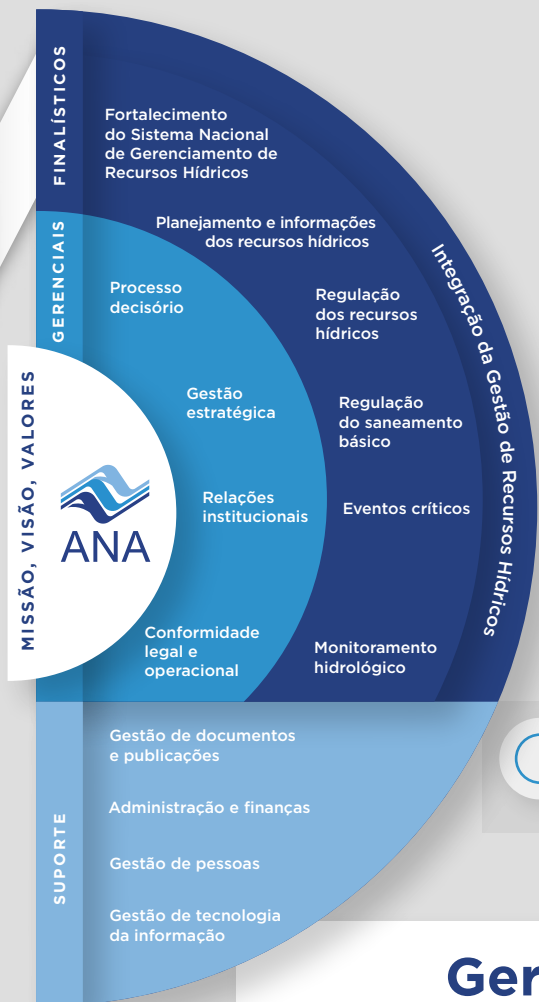 FINALÍSTICOS
Fortalecimento
do Sistema Nacional
de Gerenciamento de
Recursos Hídricos
Planejamento e informações
dos recursos hídricos
Regulação
dos recursos
hídricos
Regulação
do saneamento
básico
Eventos críticos
Monitoramento
hidrológico
Integração da Gestão de Recursos Hídricos
GERENCIAIS
Processo
decisório
Gestão
estratégica
Relações
institucionais
Conformidade
legal e
operacional
MISSÃO, VISÃO, VALORES
ANA
SUPORTE
Gestão de documentos
e publicações
Administração e finanças
Gestão de pessoas
Gestão de tecnologia
da informação
Ger